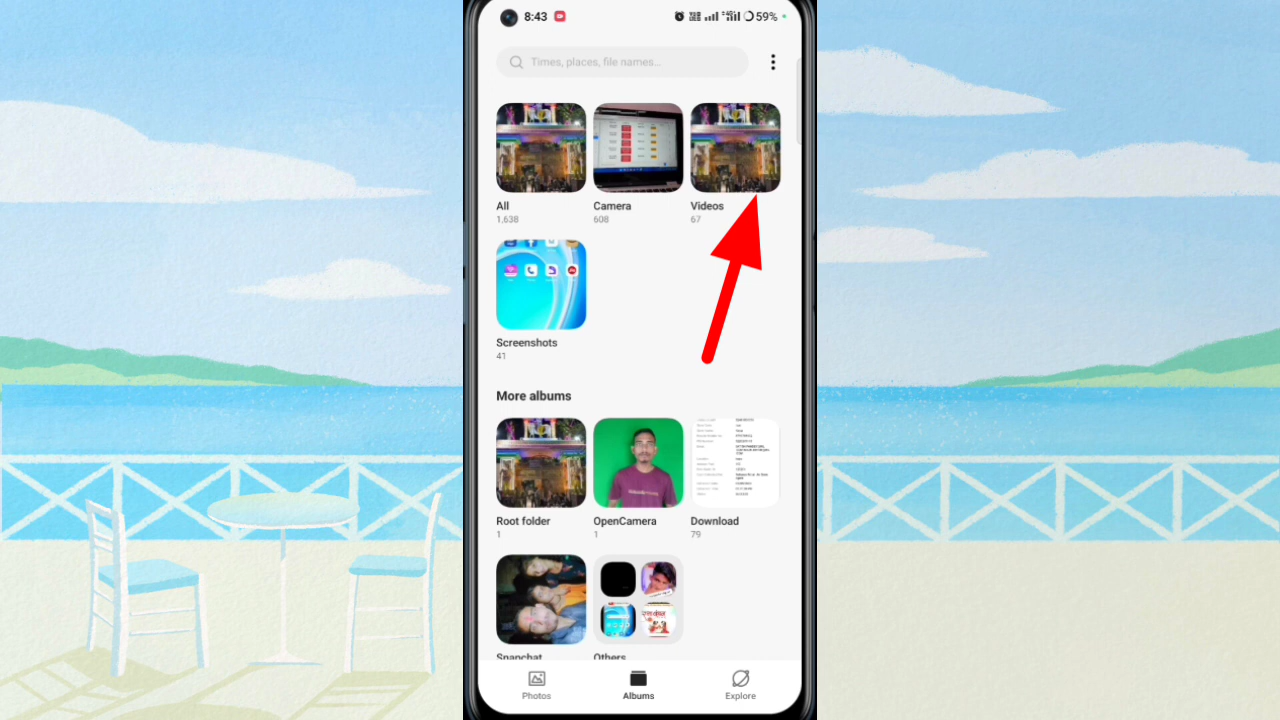 8:43
59%
Times, places, file names...
All
Camera
Videos
1,638
608
67
Screenshots
41
More albums
Root folder
OpenCamera
Download
1
1
79
Snapchat
Others
Photos
Albums
Explore